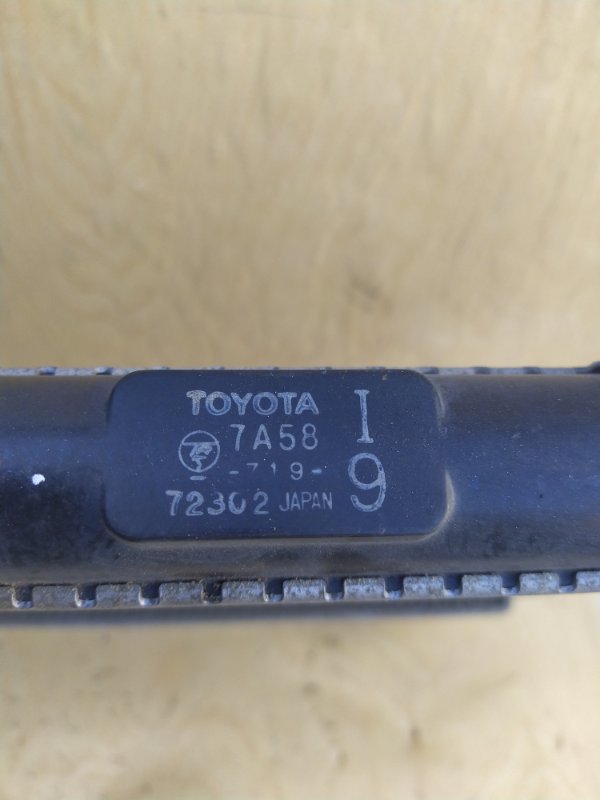 TOYOTA
7A58
-719-
72302 JAPAN
I
9